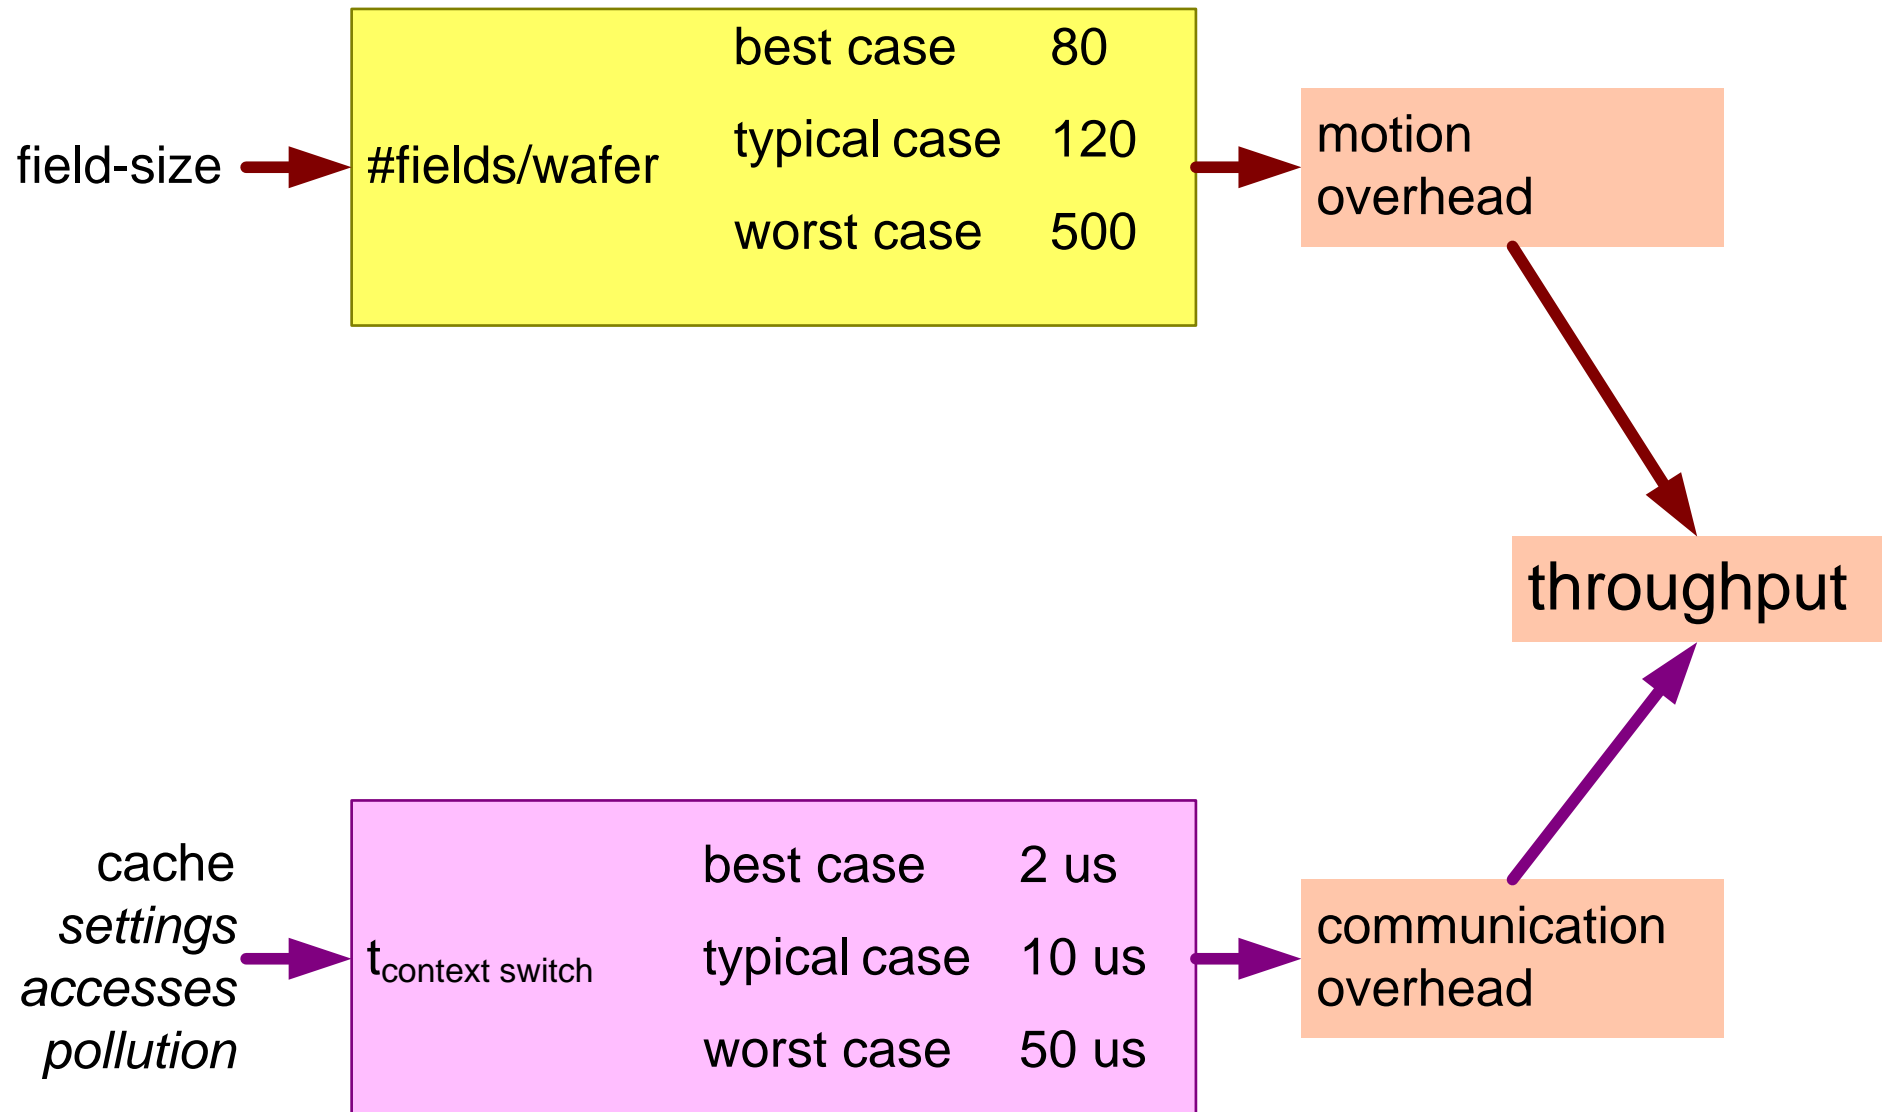 field-size
#fields/wafer
best case 80
typical case 120
worst case 500
motion
overhead
throughput
cache
settings
accesses
pollution
tcontext switch
best case 2 us
typical case 10 us
worst case 50 us
communication
overhead